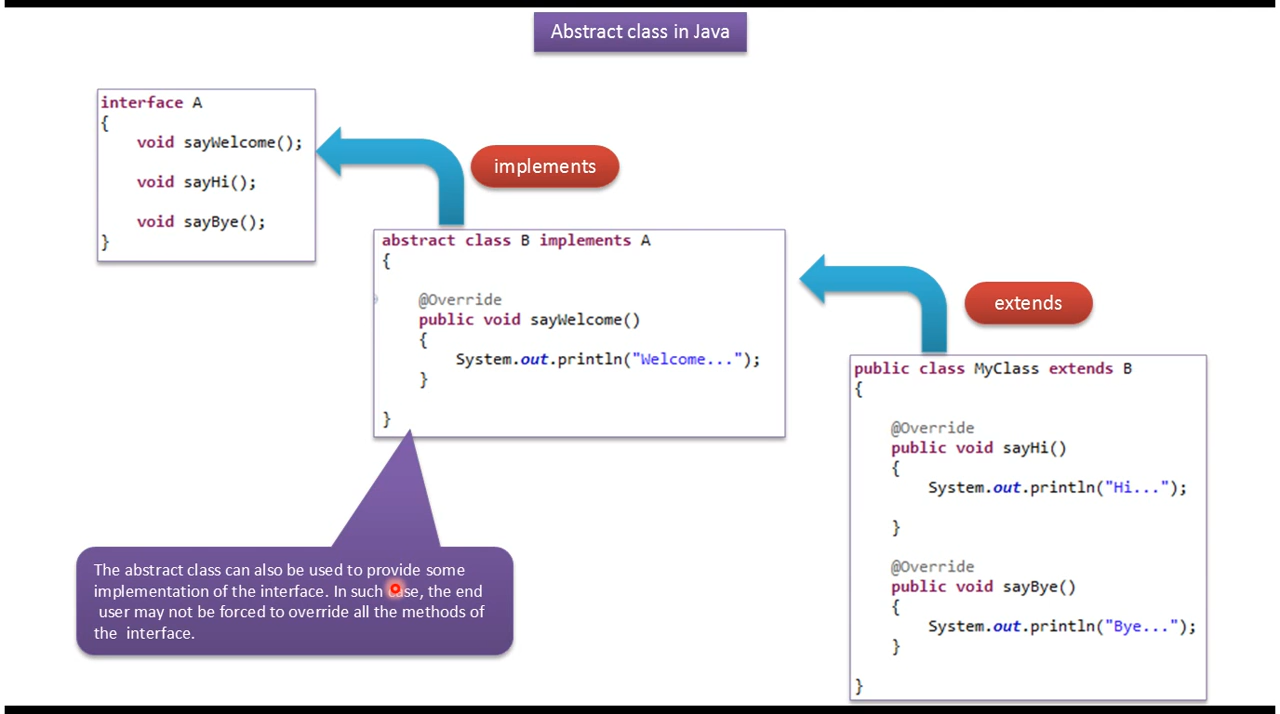 Abstract class in Java
interface A
{
void sayWelcome();
void sayHi();
void sayBye();
}
implements
abstract class B implements A
{
@Override
public void sayWelcome()
{
System.out.println("Welcome...");
}
}
extends
public class MyClass extends B
{
@Override
public void sayHi()
{
System.out.println("Hi...");
}
@Override
public void sayBye()
{
System.out.println("Bye...");
}
}
The abstract class can also be used to provide some
implementation of the interface. In such case, the end
user may not be forced to override all the methods of
the interface.